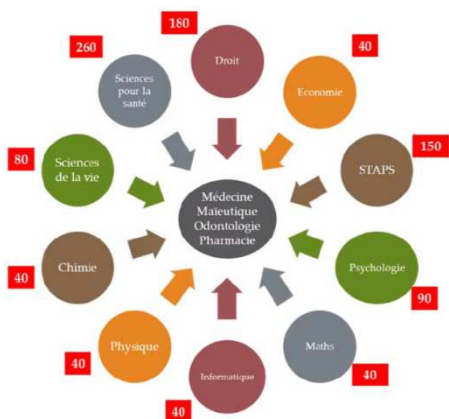 180
Droit
40
Economie
150
STAPS
Psychologie
90
Maths
40
Informatique
40
Physique
40
Chimie
40
Sciences
de la vie
80
Sciences
pour la
santé
260
Médecine
Maïeutique
Odontologie
Pharmacie